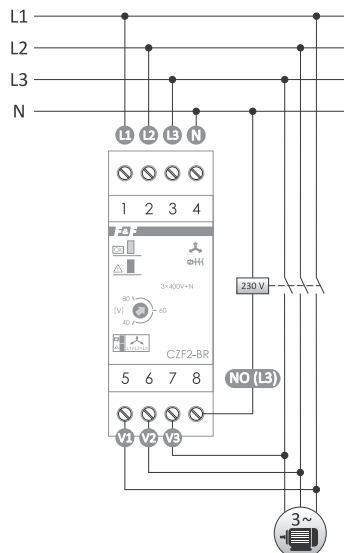 L1
L2
L3
N
L1 L2 L3 N
1 2 3 4
F&F
OK
3×400V+N
230 V
80
[V] 60
40
CZF2-BR
5 6 7 8
NO (L3)
V1 V2 V3
3~